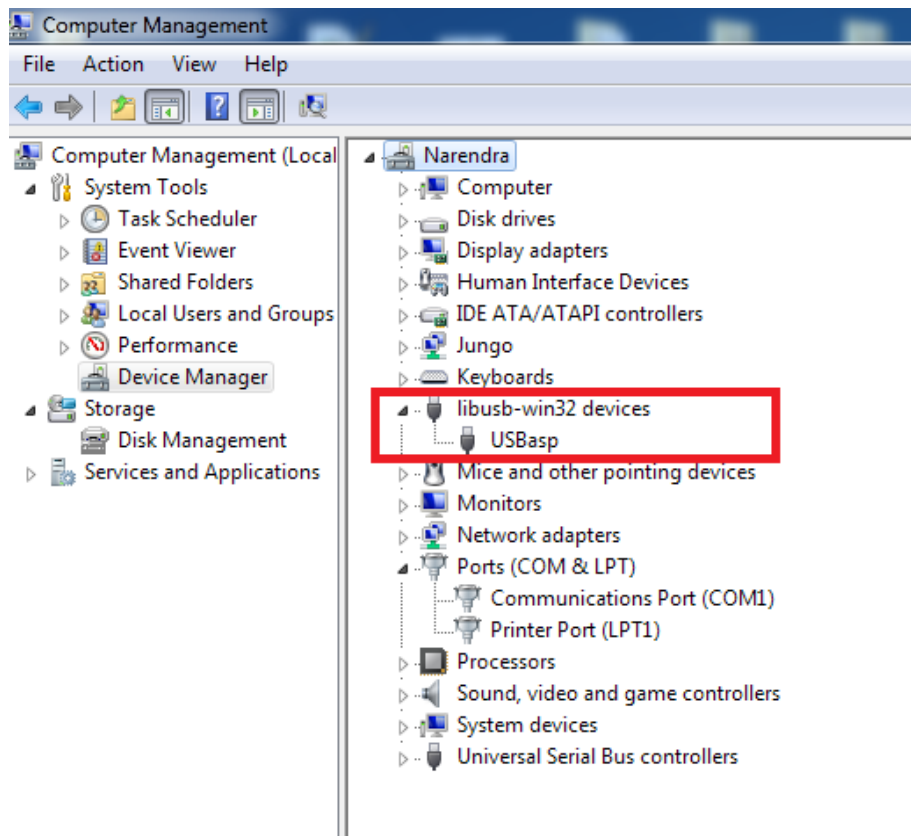 Computer Management
File Action View Help
Computer Management (Local
System Tools
Task Scheduler
Event Viewer
Shared Folders
Local Users and Groups
Performance
Device Manager
Storage
Disk Management
Services and Applications
Narendra
Computer
Disk drives
Display adapters
Human Interface Devices
IDE ATA/ATAPI controllers
Jungo
Keyboards
libusb-win32 devices
USBasp
Mice and other pointing devices
Monitors
Network adapters
Ports (COM & LPT)
Communications Port (COM1)
Printer Port (LPT1)
Processors
Sound, video and game controllers
System devices
Universal Serial Bus controllers